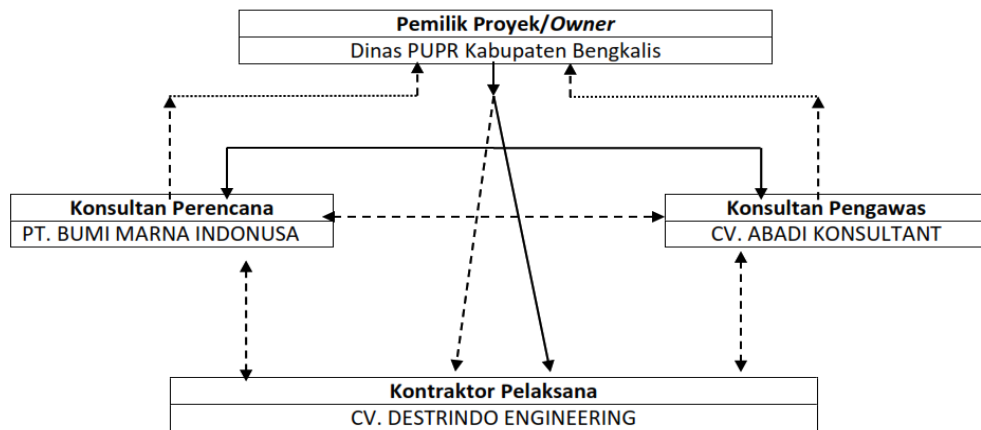 Pemilik Proyek/Owner
Dinas PUPR Kabupaten Bengkalis
Konsultan Perencana
PT. BUMI MARNA INDONUSA
Konsultan Pengawas
CV. ABADI KONSULTANT
Kontraktor Pelaksana
CV. DESTRINDO ENGINEERING